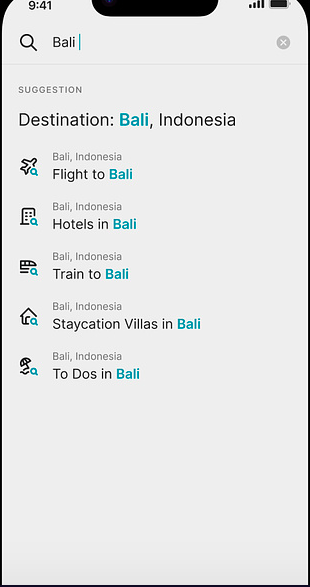 9:41
Bali
SUGGESTION
Destination: Bali, Indonesia
Bali, Indonesia
Flight to Bali
Bali, Indonesia
Hotels in Bali
Bali, Indonesia
Train to Bali
Bali, Indonesia
Staycation Villas in Bali
Bali, Indonesia
To Dos in Bali